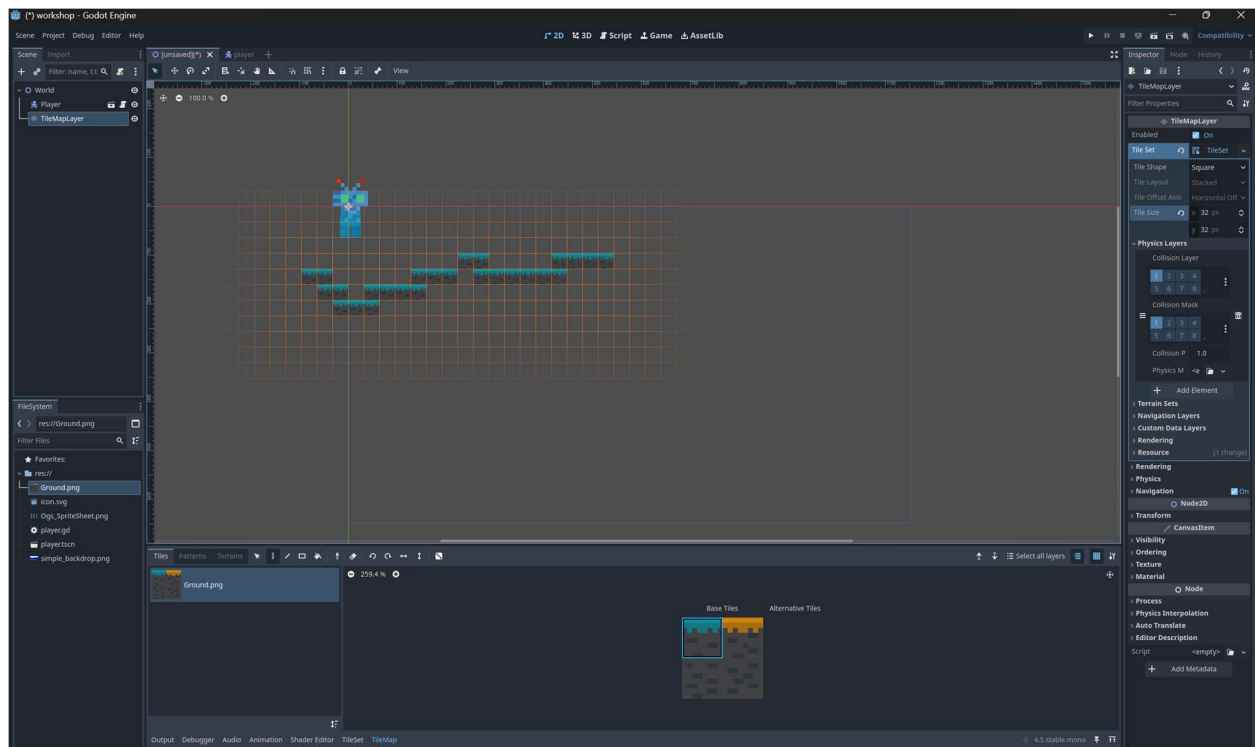 (*) workshop - Godot Engine
Scene Project Debug Editor Help
2D 3D Script Game AssetLib
Compatibility
Scene Import
[unsaved](*) player
Inspector Node History
Filter: name, t:t
View
World
Player
TileMapLayer
100.0 %
TileMapLayer
Filter Properties
TileMapLayer
Enabled On
Tile Set TileSet
Tile Shape Square
Tile Layout Stacked
Tile Offset Axis Horizontal Off
Tile Size x 32 px
y 32 px
Physics Layers
Collision Layer
1 2 3 4
5 6 7 8
Collision Mask
1 2 3 4
5 6 7 8
Collision P 1.0
Physics M <e
Add Element
Terrain Sets
Navigation Layers
Custom Data Layers
Rendering
Resource (1 change)
Rendering
Physics
Navigation On
Node2D
Transform
CanvasItem
Visibility
Ordering
Texture
Material
Node
Process
Physics Interpolation
Auto Translate
Editor Description
Script <empty>
Add Metadata
FileSystem
res://Ground.png
Filter Files
Favorites:
res://
Ground.png
icon.svg
Ogs_SpriteSheet.png
player.gd
player.tscn
simple_backdrop.png
Tiles Patterns Terrains
Select all layers
Ground.png
259.4 %
Base Tiles Alternative Tiles
Output Debugger Audio Animation Shader Editor TileSet TileMap
4.5.stable.mono